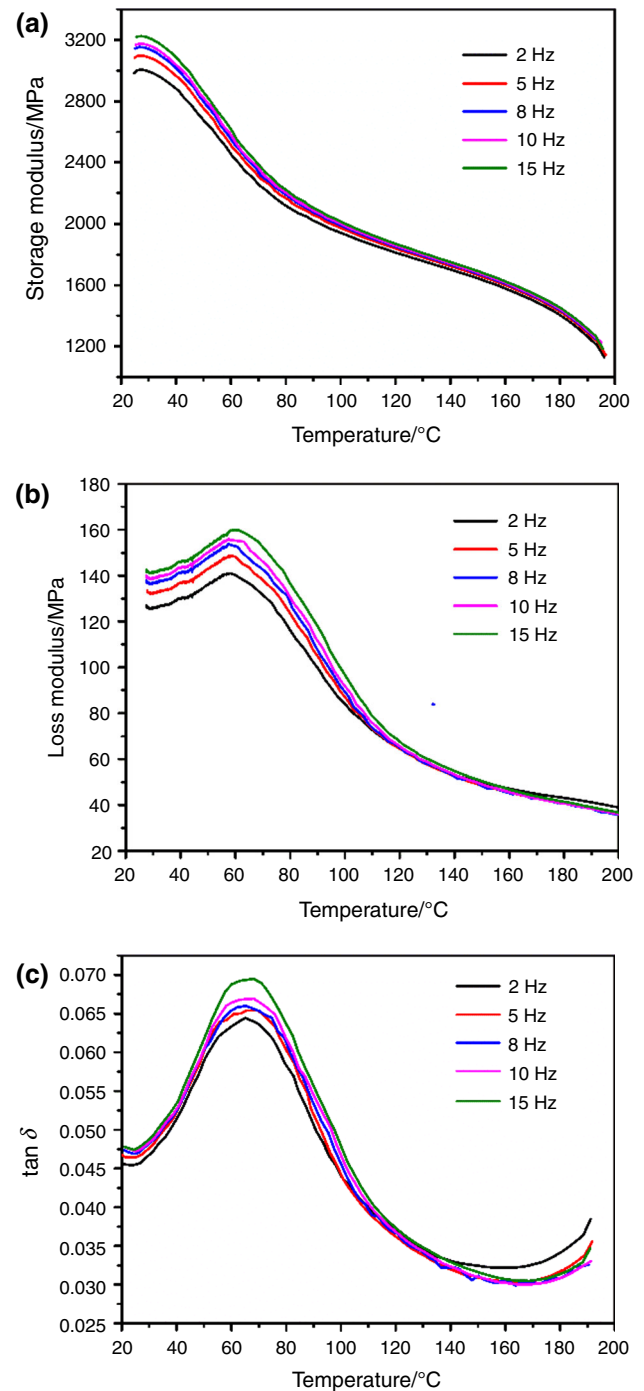 (a)
3200
2800
2400
2000
1600
1200
Storage modulus/MPa
2 Hz
5 Hz
8 Hz
10 Hz
15 Hz
20 40 60 80 100 120 140 160 180 200
Temperature/°C
(b)
180
160
140
120
100
80
60
40
20
Loss modulus/MPa
2 Hz
5 Hz
8 Hz
10 Hz
15 Hz
20 40 60 80 100 120 140 160 180 200
Temperature/°C
(c)
0.070
0.065
0.060
0.055
0.050
0.045
0.040
0.035
0.030
0.025
tan δ
2 Hz
5 Hz
8 Hz
10 Hz
15 Hz
20 40 60 80 100 120 140 160 180 200
Temperature/°C